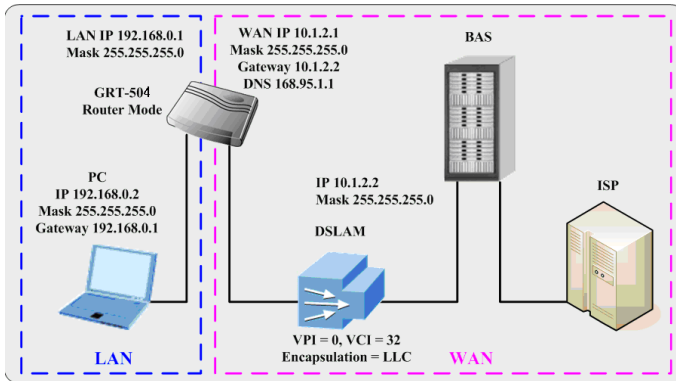 LAN IP 192.168.0.1
Mask 255.255.255.0
WAN IP 10.1.2.1
Mask 255.255.255.0
Gateway 10.1.2.2
DNS 168.95.1.1
BAS
GRT-504
Router Mode
PC
IP 192.168.0.2
Mask 255.255.255.0
Gateway 192.168.0.1
IP 10.1.2.2
Mask 255.255.255.0
DSLAM
ISP
VPI = 0, VCI = 32
Encapsulation = LLC
LAN
WAN